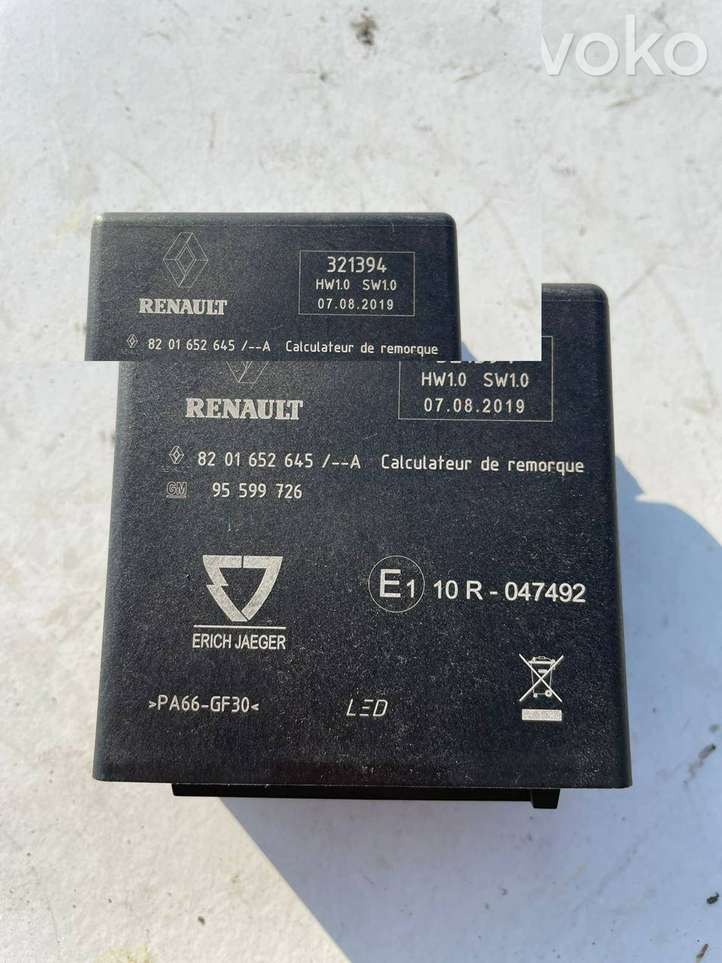 voko
321394
HW1.0 SW1.0
07.08.2019
RENAULT
82 01 652 645 /--A Calculateur de remorque
HW1.0 SW1.0
07.08.2019
RENAULT
82 01 652 645 /--A Calculateur de remorque
GM 95 599 726
E1 10 R - 047492
ERICH JAEGER
>PA66-GF30< LED